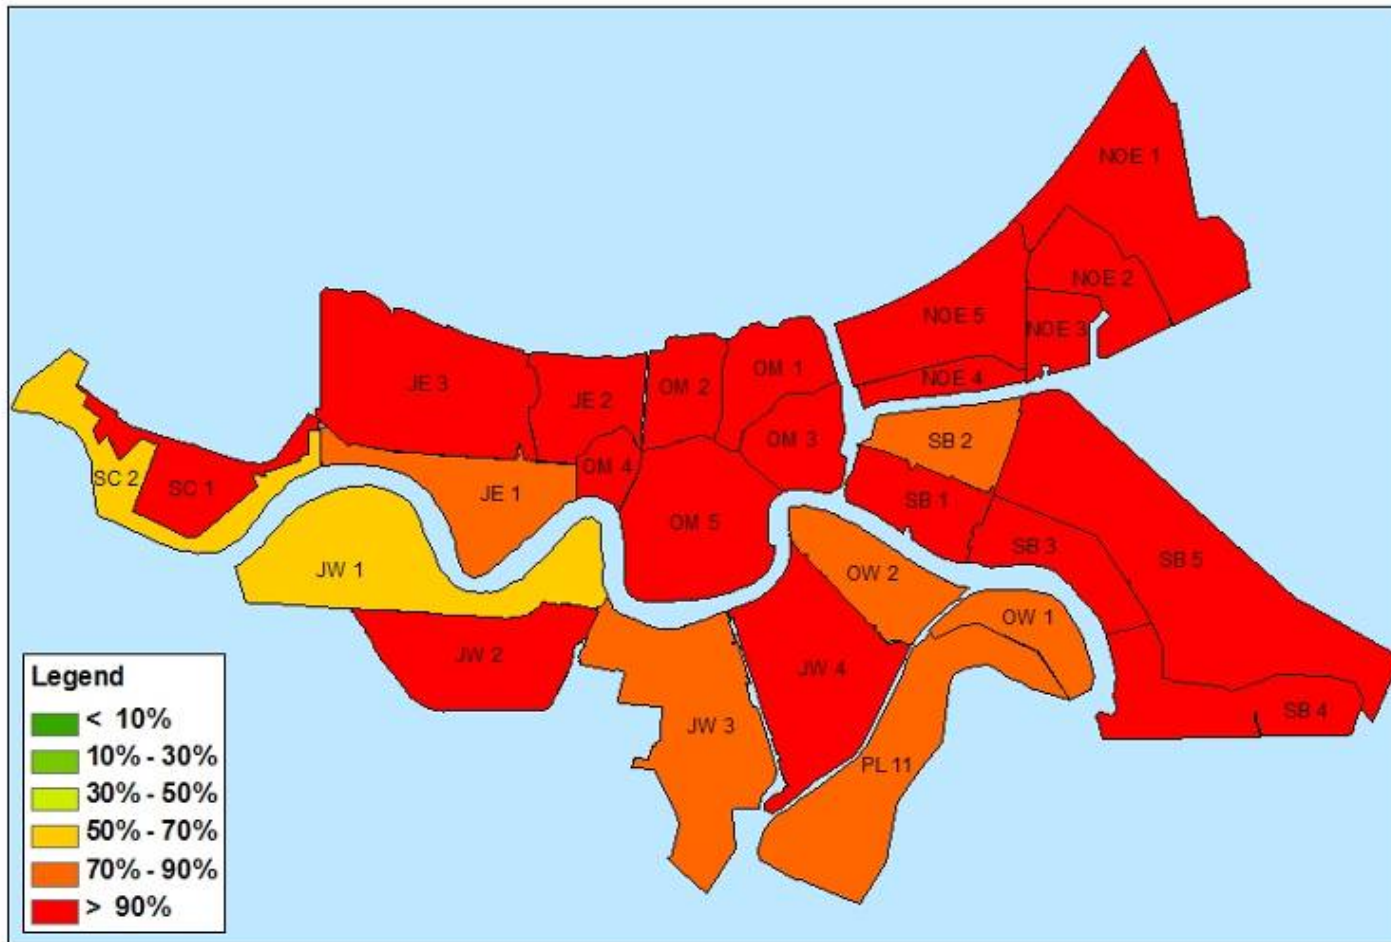 NOE 1
NOE 2
NOE 5
NOE 3
NOE 4
OM 1
OM 2
JE 3
JE 2
OM 3
SB 2
OM 4
SC 2
SC 1
JE 1
SB 1
OM 5
SB 3
SB 5
JW 1
OW 2
OW 1
JW 2
JW 4
SB 4
JW 3
PL 11
Legend
< 10%
10% - 30%
30% - 50%
50% - 70%
70% - 90%
> 90%